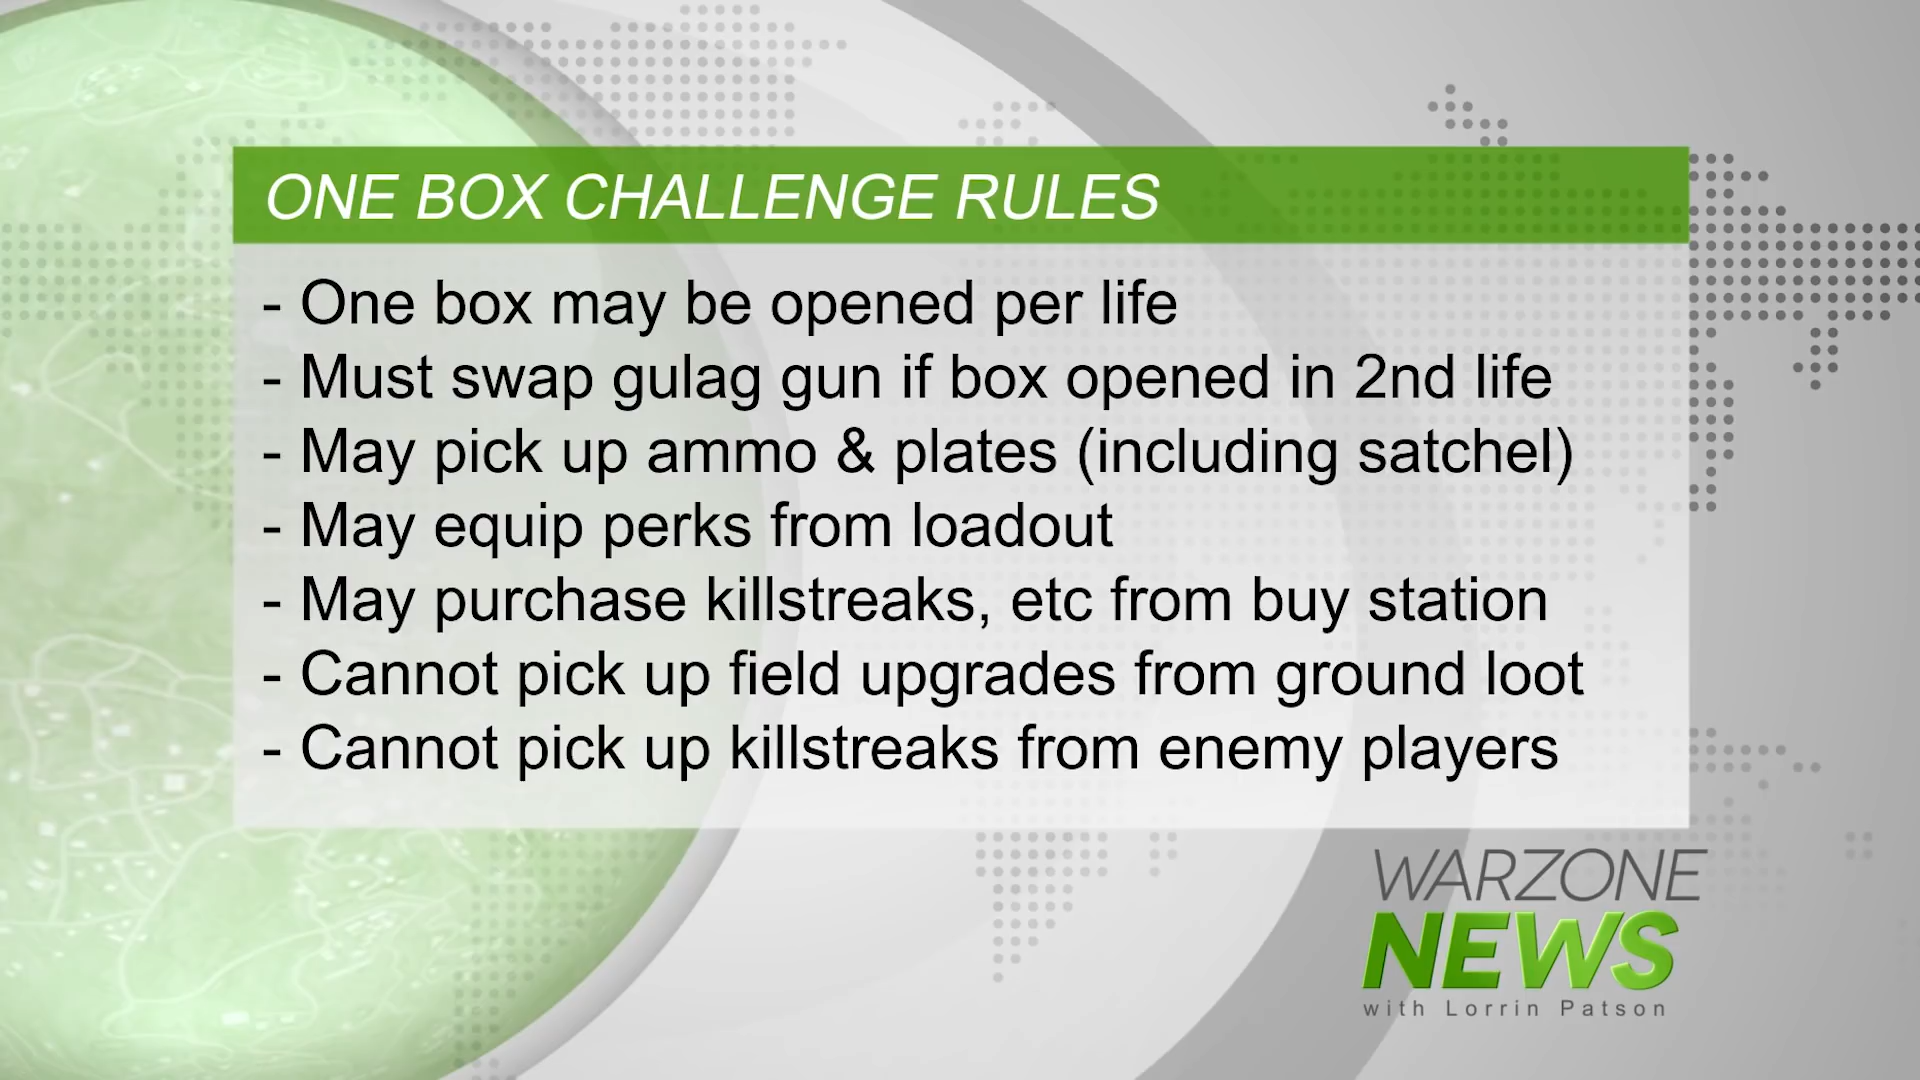 ONE BOX CHALLENGE RULES
- One box may be opened per life
- Must swap gulag gun if box opened in 2nd life
- May pick up ammo & plates (including satchel)
- May equip perks from loadout
- May purchase killstreaks, etc from buy station
- Cannot pick up field upgrades from ground loot
- Cannot pick up killstreaks from enemy players
WARZONE
NEWS
with Lorrin Patson